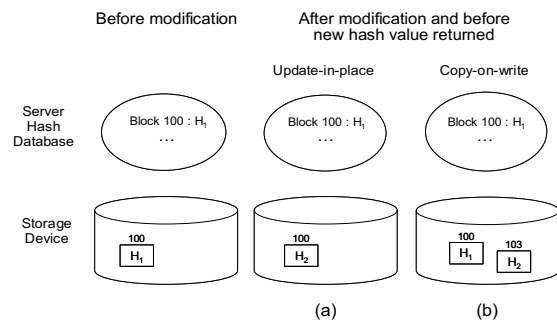 Before modification
After modification and before
new hash value returned
Update-in-place
Copy-on-write
Server
Hash
Database
Block 100 : H₁
...
Block 100 : H₁
...
Block 100 : H₁
...
Storage
Device
100
H₁
100
H₂
100
H₁
103
H₂
(a)
(b)